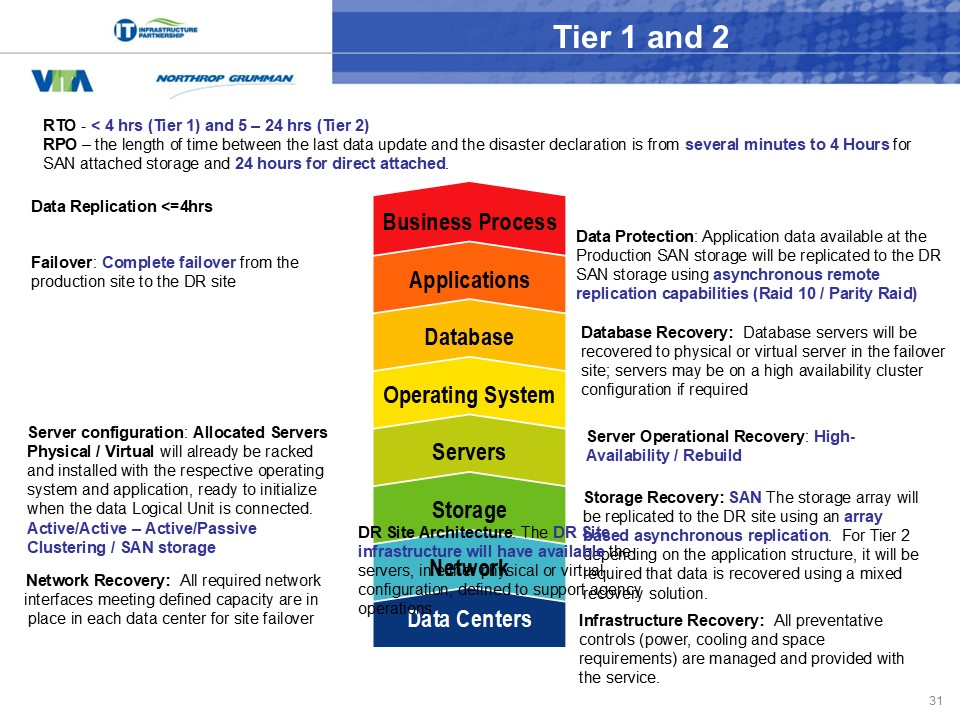 IT INFRASTRUCTURE
PARTNERSHIP
VITA
NORTHROP GRUMMAN
Tier 1 and 2
RTO - < 4 hrs (Tier 1) and 5 – 24 hrs (Tier 2)
RPO – the length of time between the last data update and the disaster declaration is from several minutes to 4 Hours for
SAN attached storage and 24 hours for direct attached.
Data Replication <=4hrs
Failover: Complete failover from the
production site to the DR site
Server configuration: Allocated Servers
Physical / Virtual will already be racked
and installed with the respective operating
system and application, ready to initialize
when the data Logical Unit is connected.
Active/Active – Active/Passive
Clustering / SAN storage
Network Recovery: All required network
interfaces meeting defined capacity are in
place in each data center for site failover
Business Process
Applications
Database
Operating System
Servers
Storage
Network
Data Centers
DR Site Architecture: The DR Site
infrastructure will have available the
servers, in either physical or virtual
configuration, defined to support agency
operations
Data Protection: Application data available at the
Production SAN storage will be replicated to the DR
SAN storage using asynchronous remote
replication capabilities (Raid 10 / Parity Raid)
Database Recovery: Database servers will be
recovered to physical or virtual server in the failover
site; servers may be on a high availability cluster
configuration if required
Server Operational Recovery: High-
Availability / Rebuild
Storage Recovery: SAN The storage array will
be replicated to the DR site using an array
based asynchronous replication. For Tier 2
depending on the application structure, it will be
required that data is recovered using a mixed
recovery solution.
Infrastructure Recovery: All preventative
controls (power, cooling and space
requirements) are managed and provided with
the service.
31